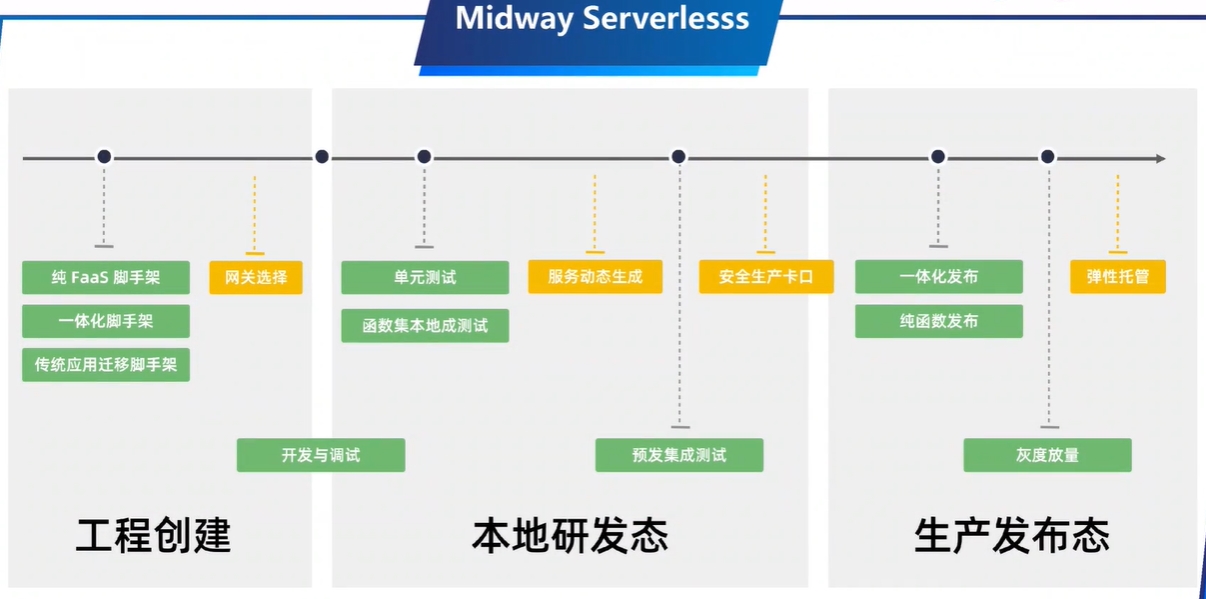 Midway Serverlesss
纯 FaaS 脚手架
网关选择
一体化脚手架
传统应用迁移脚手架
开发与调试
工程创建
单元测试
服务动态生成
安全生产卡口
函数集本地成测试
预发集成测试
本地研发态
一体化发布
弹性托管
纯函数发布
灰度放量
生产发布态